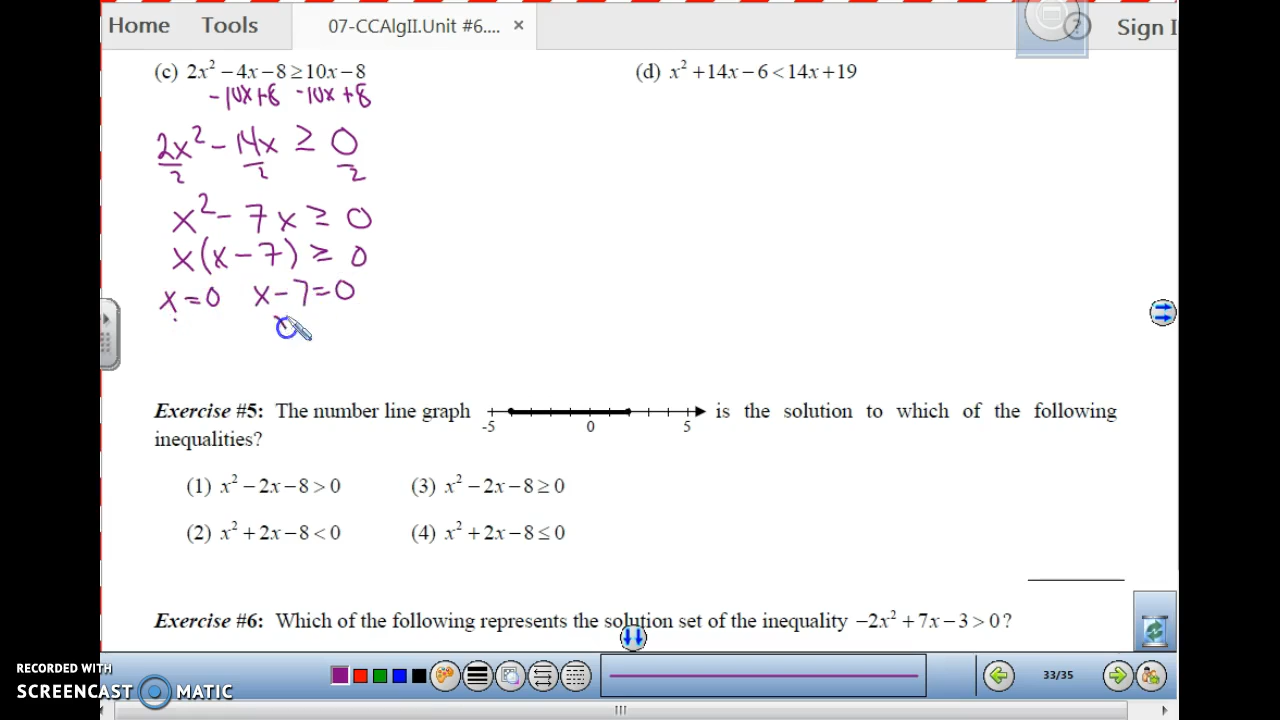 Home Tools 07-CCAlgII.Unit #6.... × ? Sign I
(c) 2x² − 4x − 8 ≥ 10x − 8 (d) x² + 14x − 6 < 14x + 19
−10x +8 −10x +8
2x² − 14x ≥ 0
2 2 2
x² − 7x ≥ 0
x(x − 7) ≥ 0
x = 0 x − 7 = 0
x
Exercise #5: The number line graph -5 0 5 is the solution to which of the following
inequalities?
(1) x² − 2x − 8 > 0 (3) x² − 2x − 8 ≥ 0
(2) x² + 2x − 8 < 0 (4) x² + 2x − 8 ≤ 0
Exercise #6: Which of the following represents the solution set of the inequality −2x² + 7x − 3 > 0?
33/35
RECORDED WITH
SCREENCAST MATIC